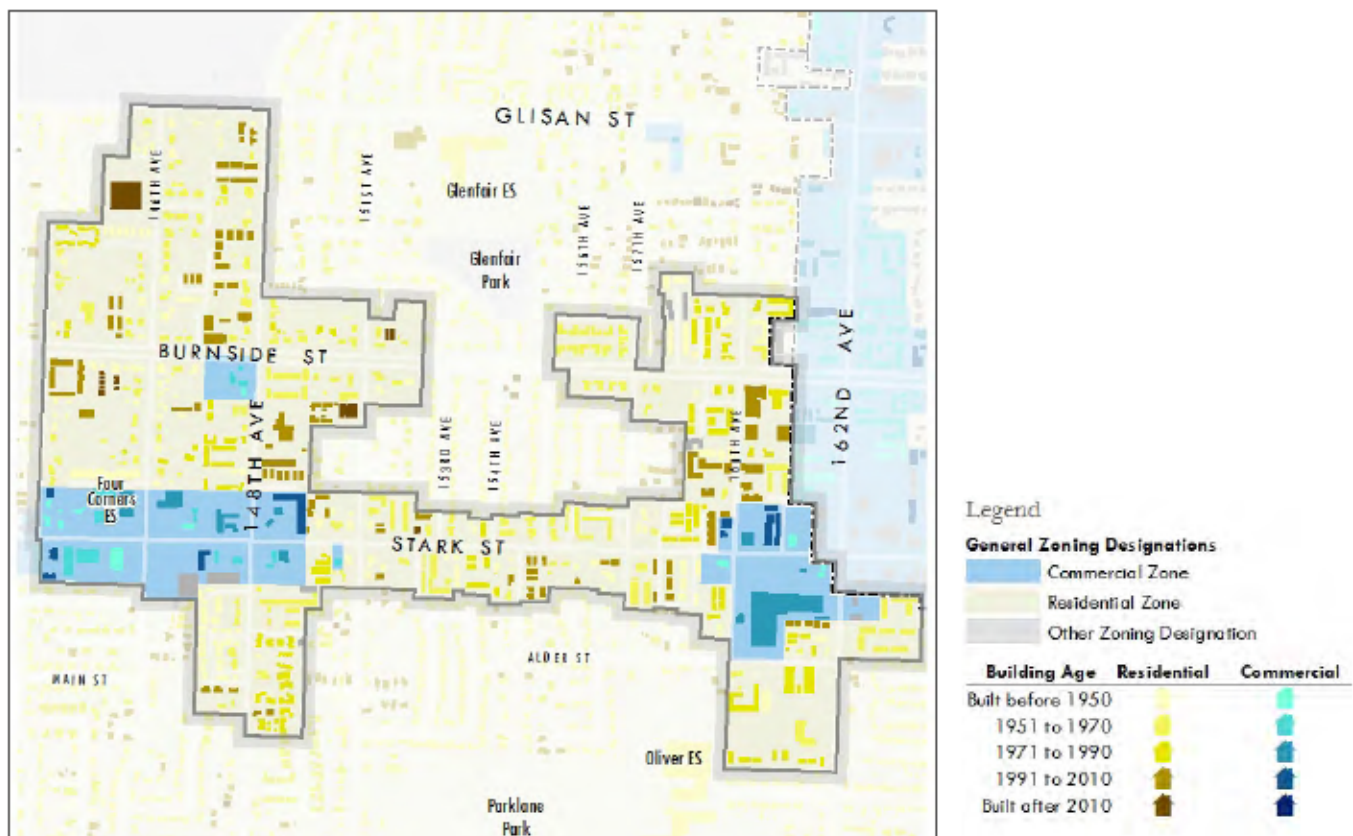 GLISAN ST
146TH AVE
151ST AVE
Glenfair ES
156TH AVE
157TH AVE
Glenfair
Park
BURNSIDE ST
162ND AVE
148TH AVE
153RD AVE
154TH AVE
160TH AVE
Four
Corners
ES
STARK ST
ALDER ST
MAIN ST
Oliver ES
Parklane
Park
Legend
General Zoning Designations
Commercial Zone
Residential Zone
Other Zoning Designation
Building Age Residential Commercial
Built before 1950
1951 to 1970
1971 to 1990
1991 to 2010
Built after 2010